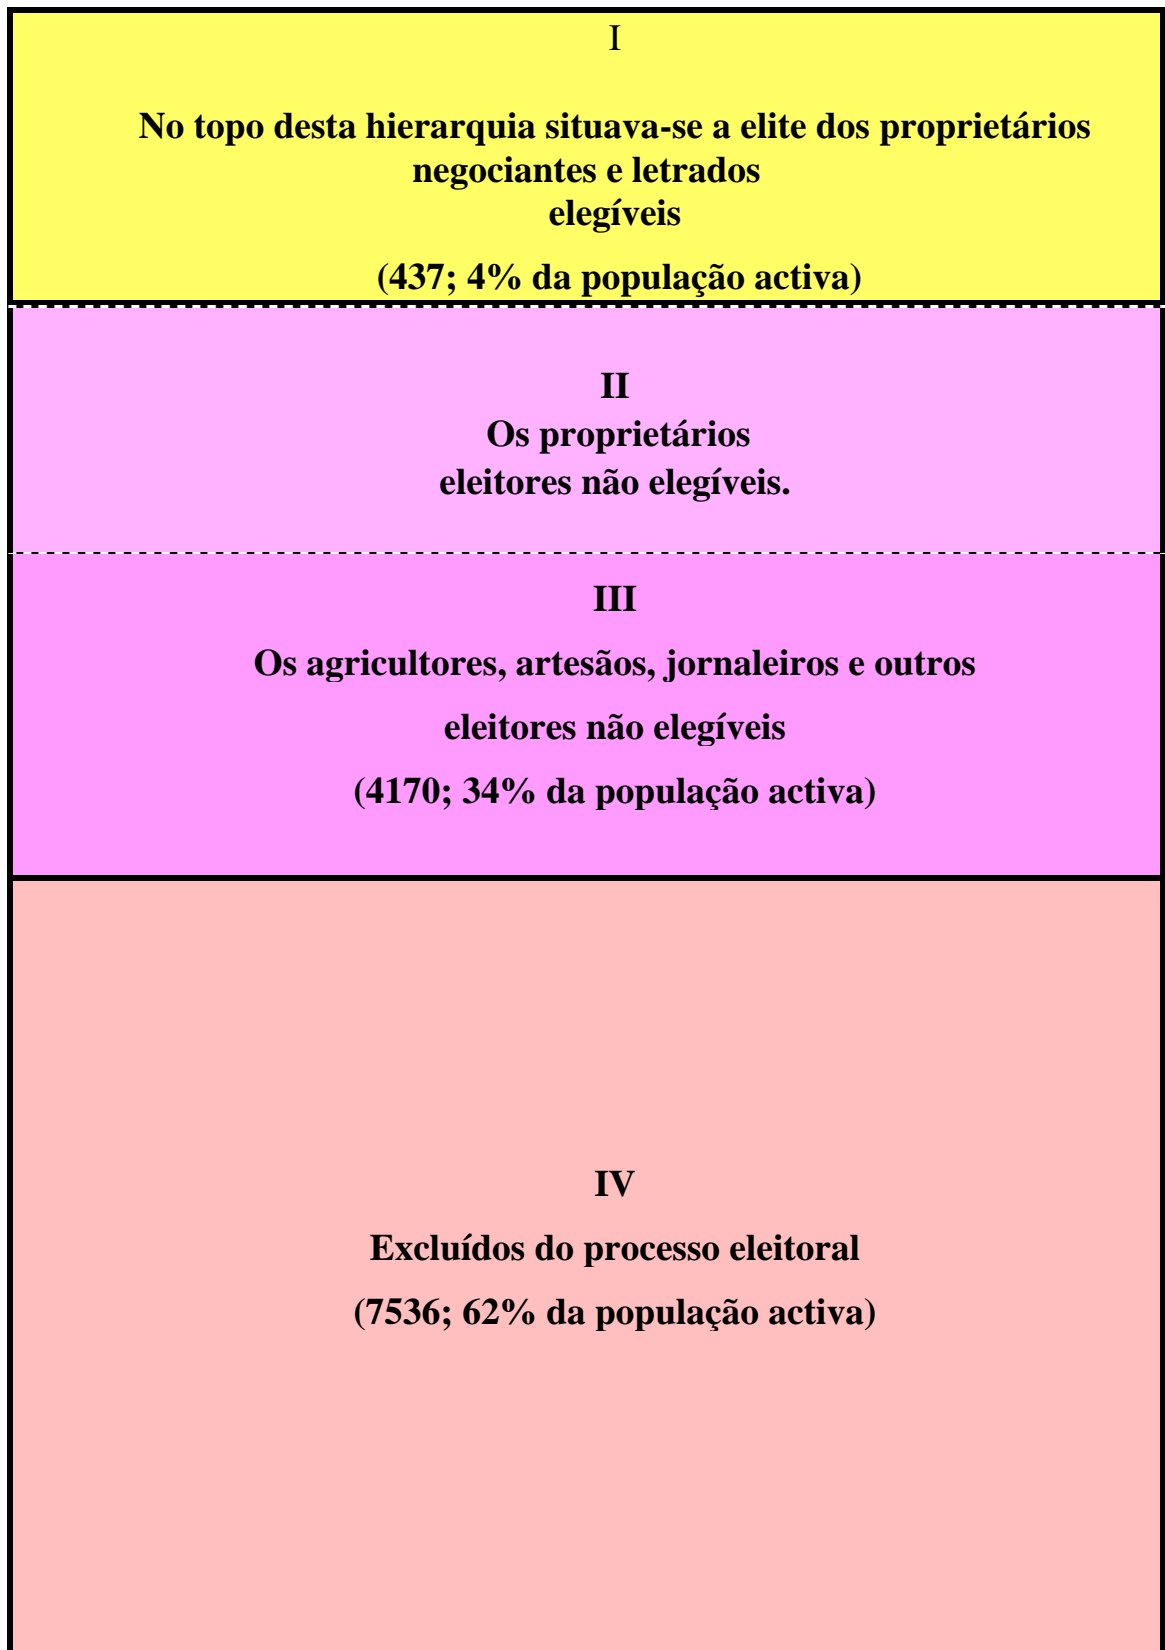 I
No topo desta hierarquia situava-se a elite dos proprietários
negociantes e letrados
elegíveis
(437; 4% da população activa)
II
Os proprietários
eleitores não elegíveis.
III
Os agricultores, artesãos, jornaleiros e outros
eleitores não elegíveis
(4170; 34% da população activa)
IV
Excluídos do processo eleitoral
(7536; 62% da população activa)